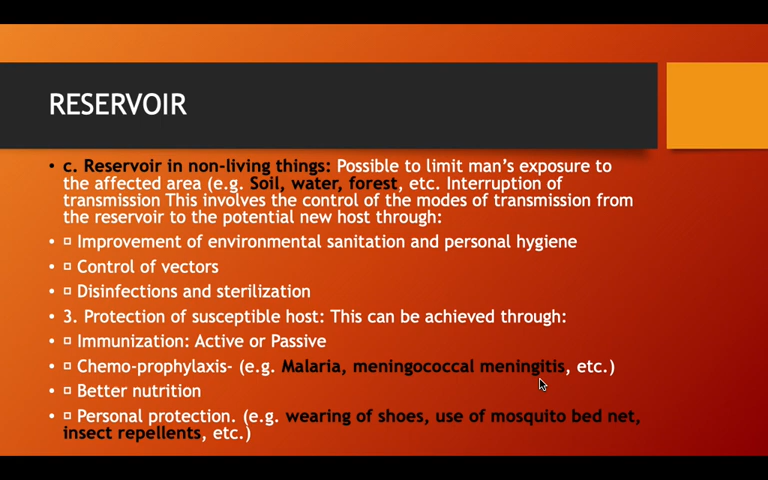 RESERVOIR
• c. Reservoir in non-living things: Possible to limit man's exposure to
the affected area (e.g. Soil, water, forest, etc. Interruption of
transmission This involves the control of the modes of transmission from
the reservoir to the potential new host through:
• □ Improvement of environmental sanitation and personal hygiene
• □ Control of vectors
• □ Disinfections and sterilization
• 3. Protection of susceptible host: This can be achieved through:
• □ Immunization: Active or Passive
• □ Chemo-prophylaxis- (e.g. Malaria, meningococcal meningitis, etc.)
• □ Better nutrition
• □ Personal protection. (e.g. wearing of shoes, use of mosquito bed net,
insect repellents, etc.)